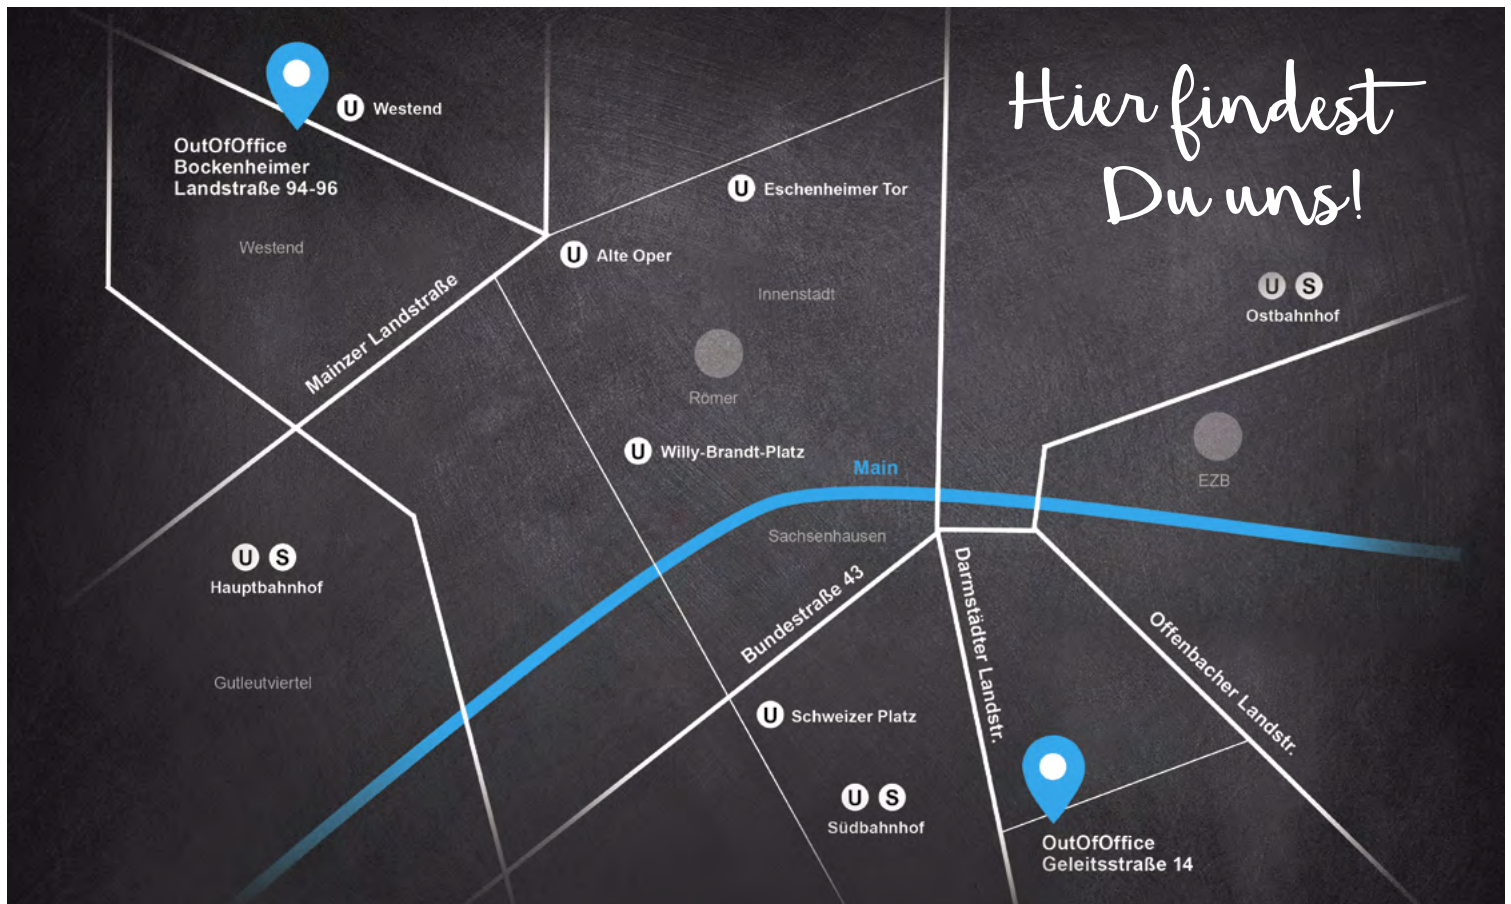 Hier findest
Du uns!
U Westend
OutOfOffice
Bockenheimer
Landstraße 94-96
Westend
U Eschenheimer Tor
U Alte Oper
Innenstadt
U S
Ostbahnhof
Mainzer Landstraße
Römer
U Willy-Brandt-Platz
Main
EZB
Sachsenhausen
U S
Hauptbahnhof
Bundestraße 43
Darmstädter Landstr.
Offenbacher Landstr.
Gutleutviertel
U Schweizer Platz
U S
Südbahnhof
OutOfOffice
Geleitsstraße 14